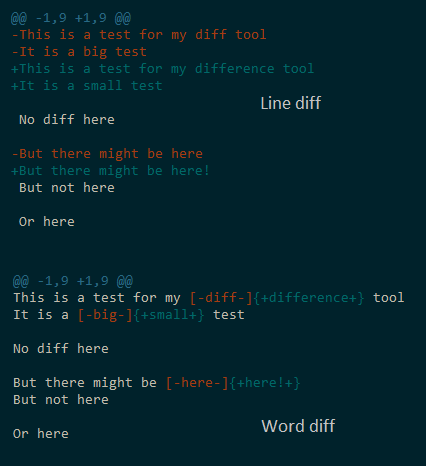 @@ -1,9 +1,9 @@
-This is a test for my diff tool
-It is a big test
+This is a test for my difference tool
+It is a small test
Line diff
No diff here
-But there might be here
+But there might be here!
But not here
Or here
@@ -1,9 +1,9 @@
This is a test for my [-diff-]{+difference+} tool
It is a [-big-]{+small+} test
No diff here
But there might be [-here-]{+here!+}
But not here
Word diff
Or here